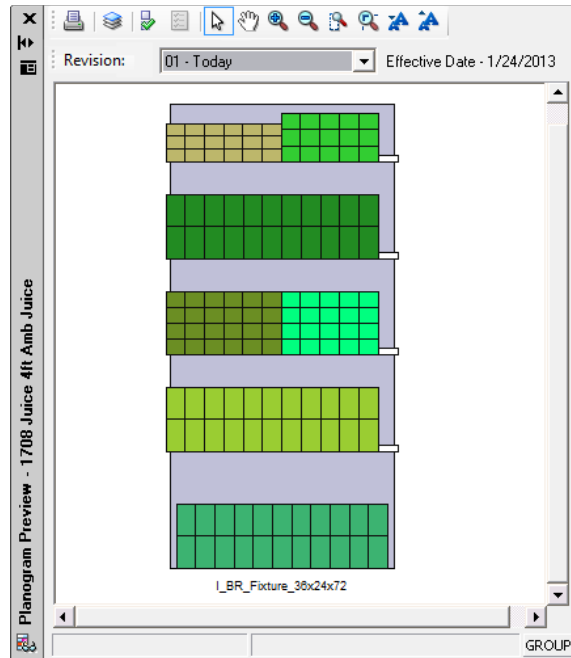 Revision:
01 - Today
Effective Date - 1/24/2013
Planogram Preview - 1708 Juice 4ft Amb Juice
I_BR_Fixture_36x24x72
GROUP